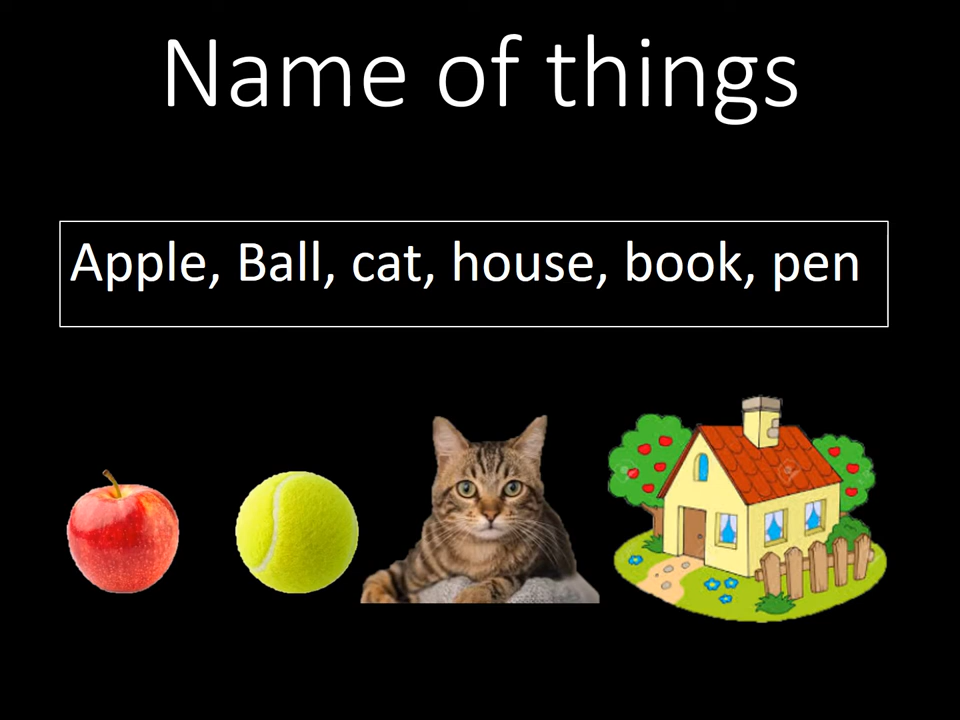 Name of things
Apple, Ball, cat, house, book, pen